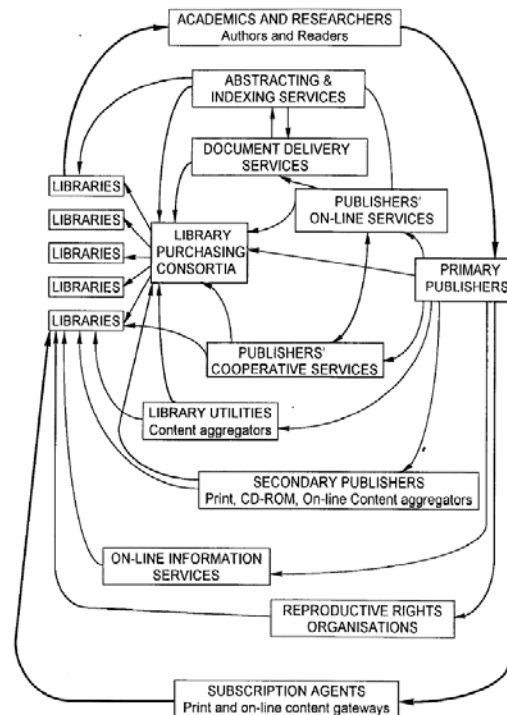 ACADEMICS AND RESEARCHERS
Authors and Readers
ABSTRACTING &
INDEXING SERVICES
DOCUMENT DELIVERY
SERVICES
LIBRARIES
PUBLISHERS'
ON-LINE SERVICES
LIBRARIES
LIBRARY
PURCHASING
CONSORTIA
LIBRARIES
PRIMARY
PUBLISHERS
LIBRARIES
LIBRARIES
PUBLISHERS'
COOPERATIVE SERVICES
LIBRARY UTILITIES
Content aggregators
SECONDARY PUBLISHERS
Print, CD-ROM, On-line Content aggregators
ON-LINE INFORMATION
SERVICES
REPRODUCTIVE RIGHTS
ORGANISATIONS
SUBSCRIPTION AGENTS
Print and on-line content gateways